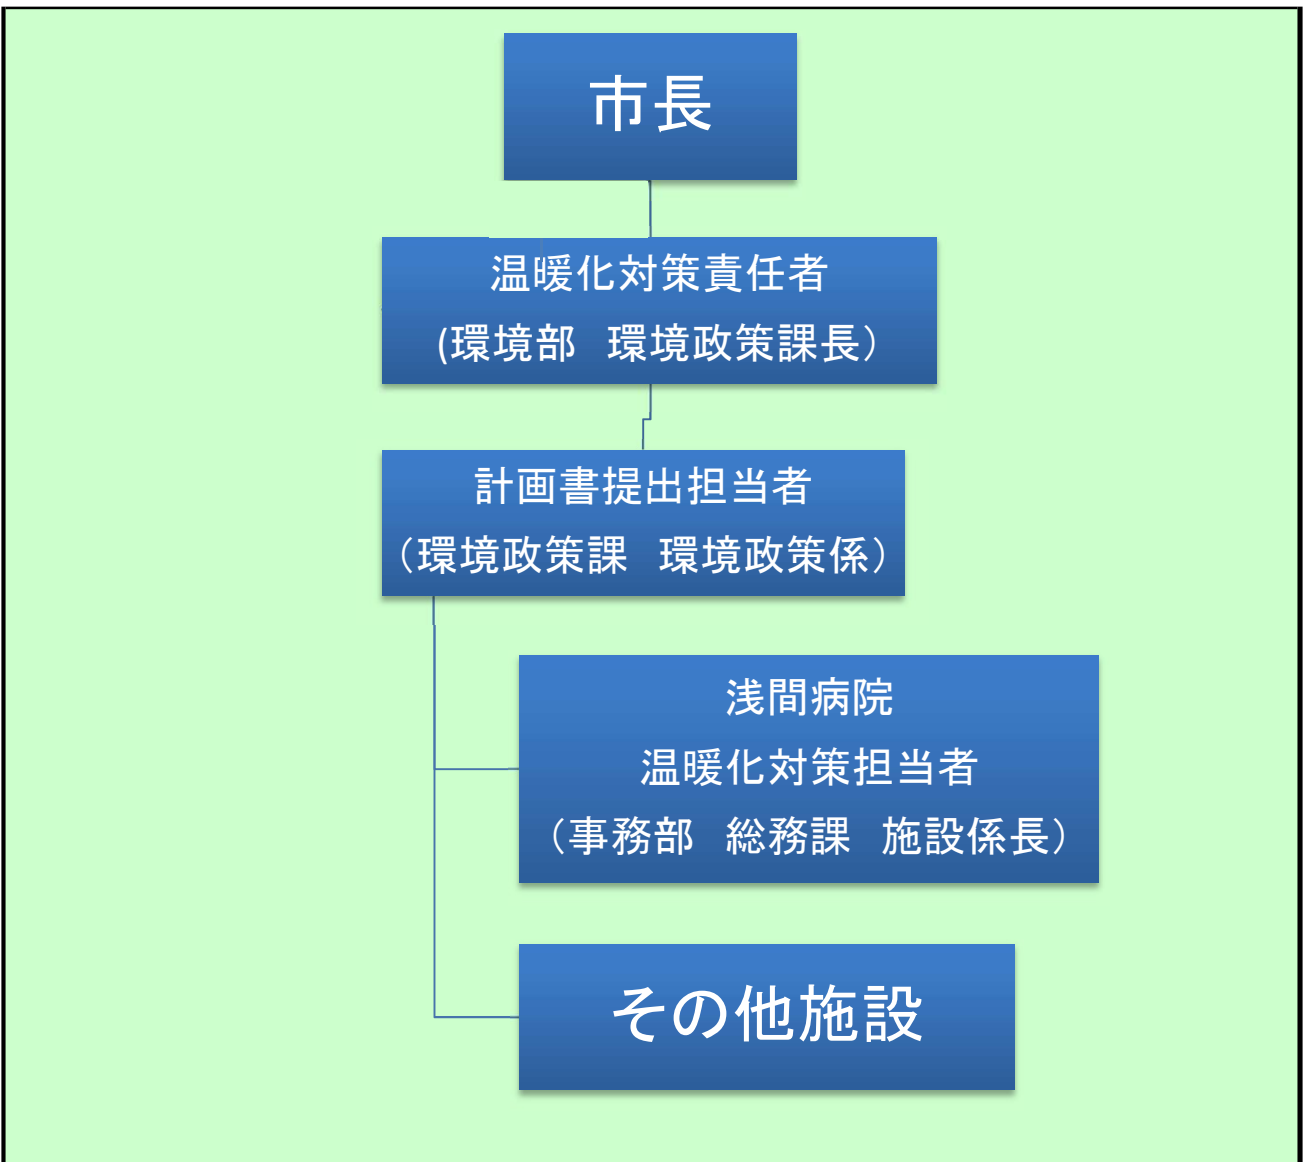 市長
温暖化対策責任者
(環境部　環境政策課長）
計画書提出担当者
（環境政策課　環境政策係）
浅間病院
温暖化対策担当者
（事務部　総務課　施設係長）
その他施設